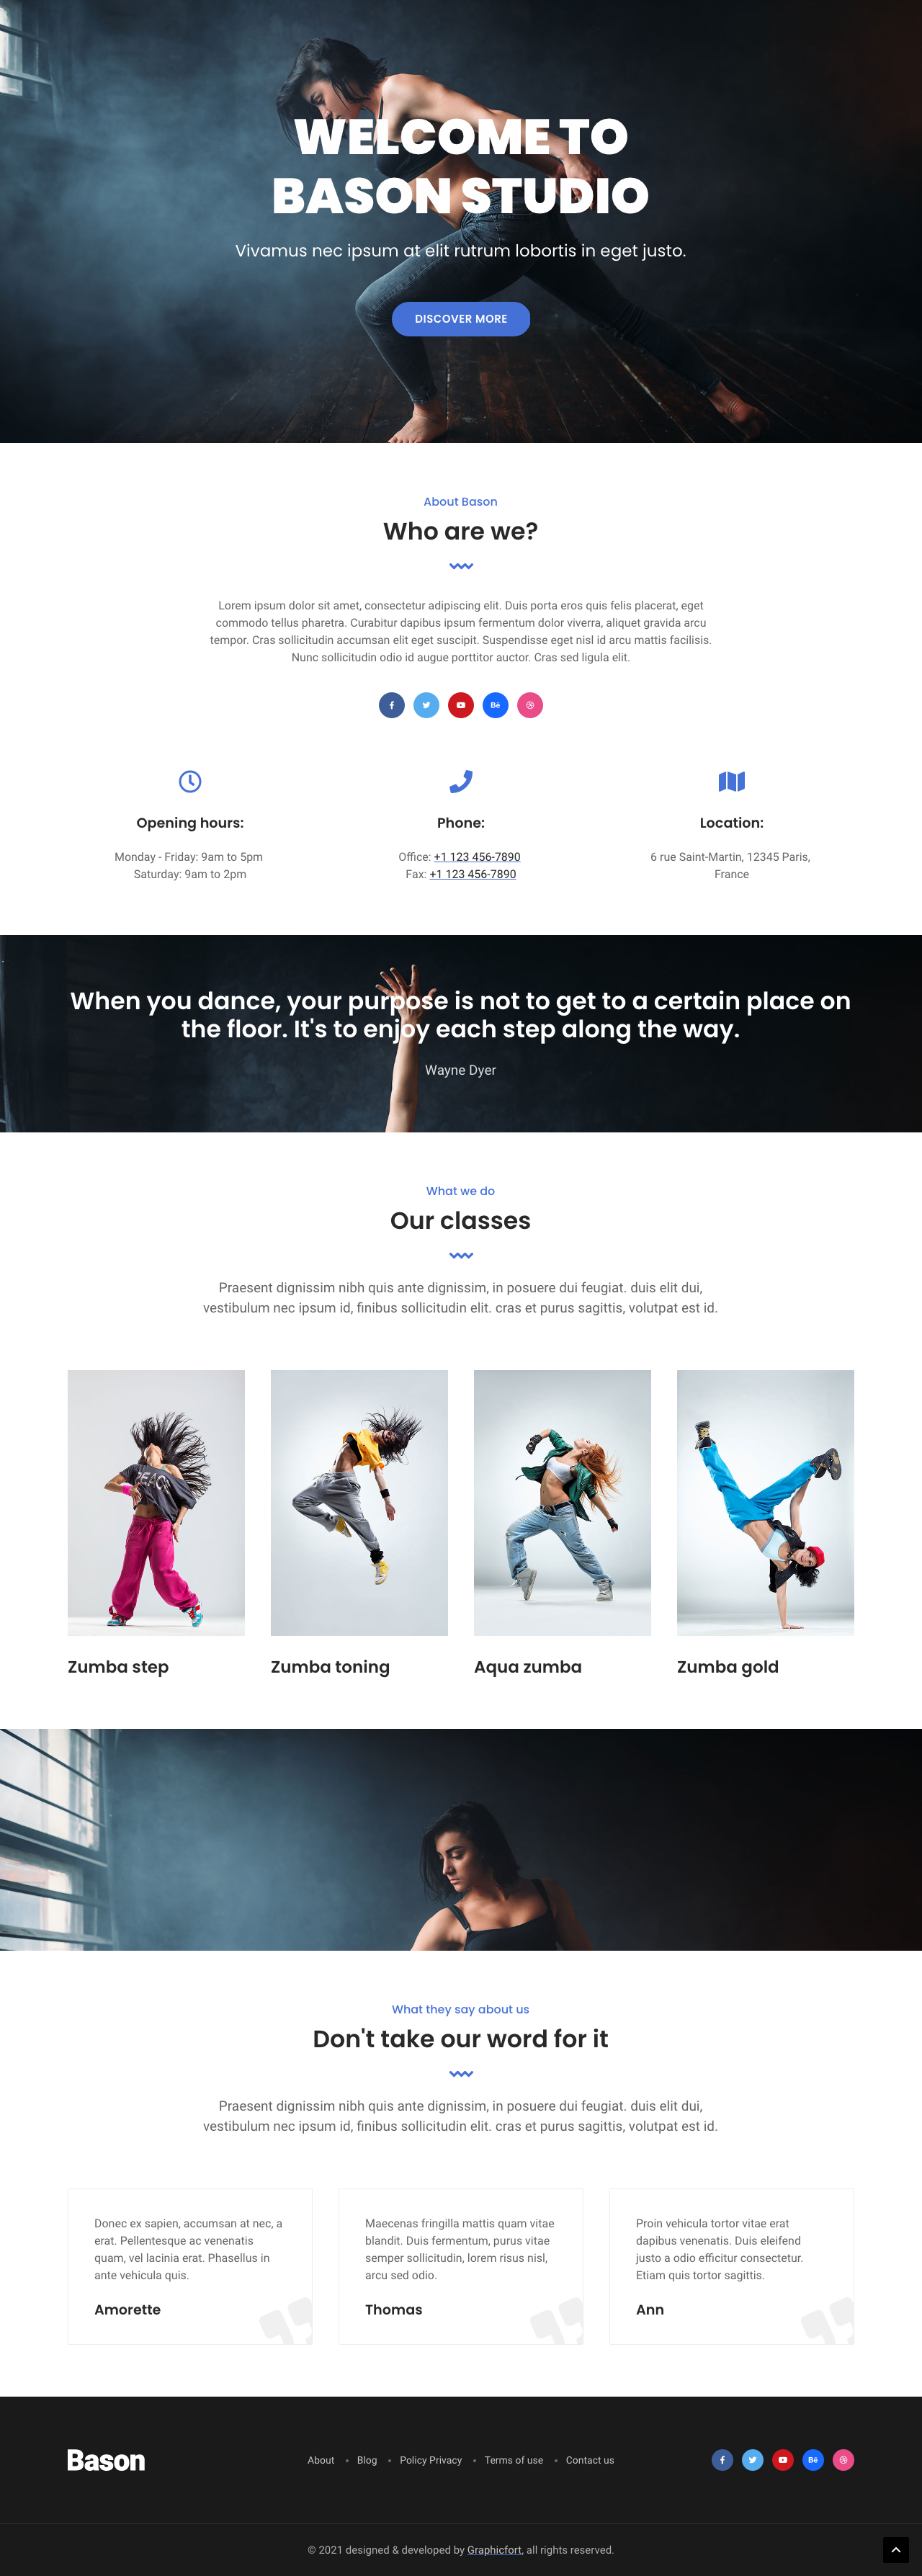 WELCOME TO
BASON STUDIO
Vivamus nec ipsum at elit rutrum lobortis in eget justo.
DISCOVER MORE
About Bason
Who are we?
Lorem ipsum dolor sit amet, consectetur adipiscing elit. Duis porta eros quis felis placerat, eget
commodo tellus pharetra. Curabitur dapibus ipsum fermentum dolor viverra, aliquet gravida arcu
tempor. Cras sollicitudin accumsan elit eget suscipit. Suspendisse eget nisl id arcu mattis facilisis.
Nunc sollicitudin odio id augue porttitor auctor. Cras sed ligula elit.
Bē
Opening hours:
Monday - Friday: 9am to 5pm
Saturday: 9am to 2pm
Phone:
Office: +1 123 456-7890
Fax: +1 123 456-7890
Location:
6 rue Saint-Martin, 12345 Paris,
France
When you dance, your purpose is not to get to a certain place on
the floor. It's to enjoy each step along the way.
Wayne Dyer
What we do
Our classes
Praesent dignissim nibh quis ante dignissim, in posuere dui feugiat. duis elit dui,
vestibulum nec ipsum id, finibus sollicitudin elit. cras et purus sagittis, volutpat est id.
Zumba step
Zumba toning
Aqua zumba
Zumba gold
What they say about us
Don't take our word for it
Praesent dignissim nibh quis ante dignissim, in posuere dui feugiat. duis elit dui,
vestibulum nec ipsum id, finibus sollicitudin elit. cras et purus sagittis, volutpat est id.
Donec ex sapien, accumsan at nec, a
erat. Pellentesque ac venenatis
quam, vel lacinia erat. Phasellus in
ante vehicula quis.
Amorette
Maecenas fringilla mattis quam vitae
blandit. Duis fermentum, purus vitae
semper sollicitudin, lorem risus nisl,
arcu sed odio.
Thomas
Proin vehicula tortor vitae erat
dapibus venenatis. Duis eleifend
justo a odio efficitur consectetur.
Etiam quis tortor sagittis.
Ann
Bason
About • Blog • Policy Privacy • Terms of use • Contact us
Bē
© 2021 designed & developed by Graphicfort, all rights reserved.